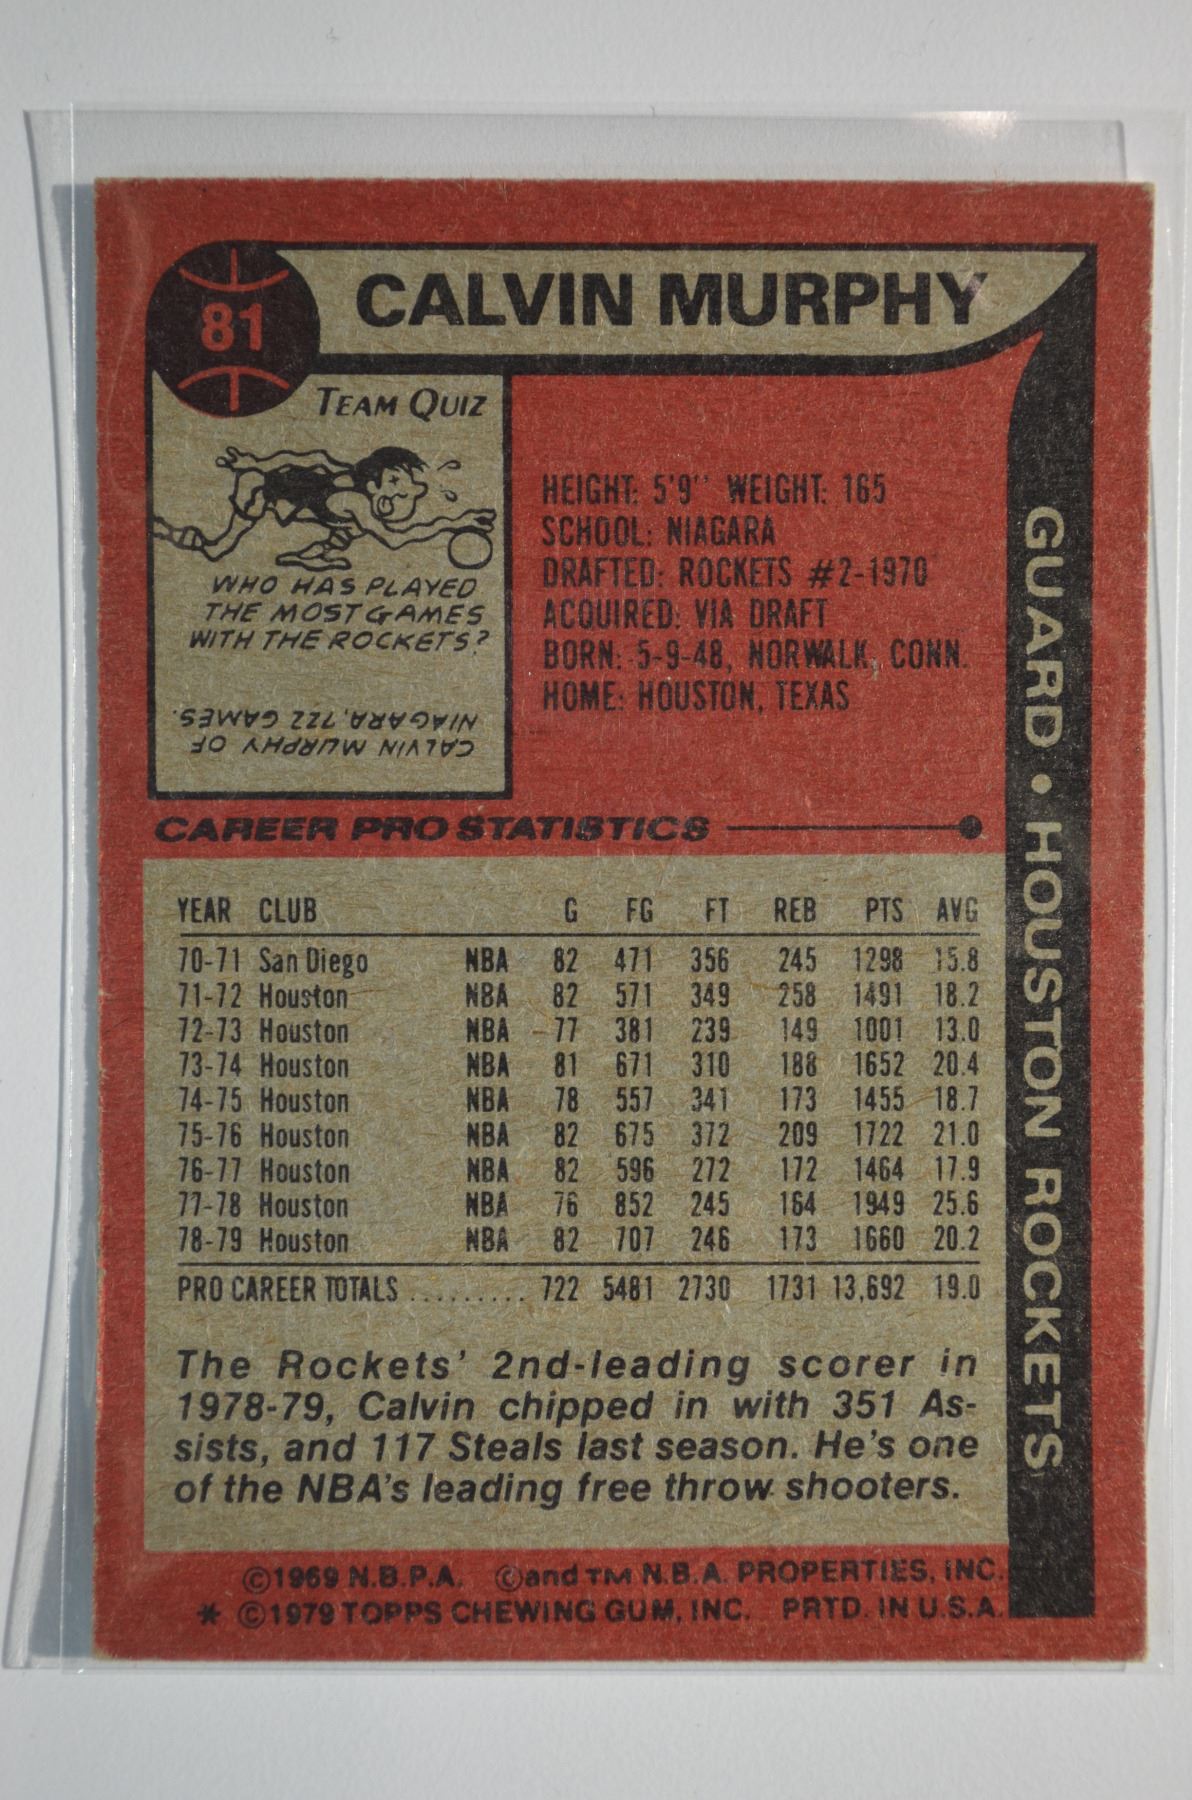 81
CALVIN MURPHY
TEAM QUIZ
WHO HAS PLAYED
THE MOST GAMES
WITH THE ROCKETS?
CALVIN MURPHY OF
NIAGARA, 722 GAMES.
HEIGHT: 5'9" WEIGHT: 165
SCHOOL: NIAGARA
DRAFTED: ROCKETS #2-1970
ACQUIRED: VIA DRAFT
BORN: 5-9-48, NORWALK, CONN.
HOME: HOUSTON, TEXAS
GUARD • HOUSTON ROCKETS
CAREER PRO STATISTICS
YEAR CLUB G FG FT REB PTS AVG
70-71 San Diego NBA 82 471 356 245 1298 15.8
71-72 Houston NBA 82 571 349 258 1491 18.2
72-73 Houston NBA 77 381 239 149 1001 13.0
73-74 Houston NBA 81 671 310 188 1652 20.4
74-75 Houston NBA 78 557 341 173 1455 18.7
75-76 Houston NBA 82 675 372 209 1722 21.0
76-77 Houston NBA 82 596 272 172 1464 17.9
77-78 Houston NBA 76 852 245 164 1949 25.6
78-79 Houston NBA 82 707 246 173 1660 20.2
PRO CAREER TOTALS ......... 722 5481 2730 1731 13,692 19.0
The Rockets' 2nd-leading scorer in
1978-79, Calvin chipped in with 351 As-
sists, and 117 Steals last season. He's one
of the NBA's leading free throw shooters.
©1969 N.B.P.A. ©and TM N.B.A. PROPERTIES, INC.
* ©1979 TOPPS CHEWING GUM, INC. PRTD. IN U.S.A.